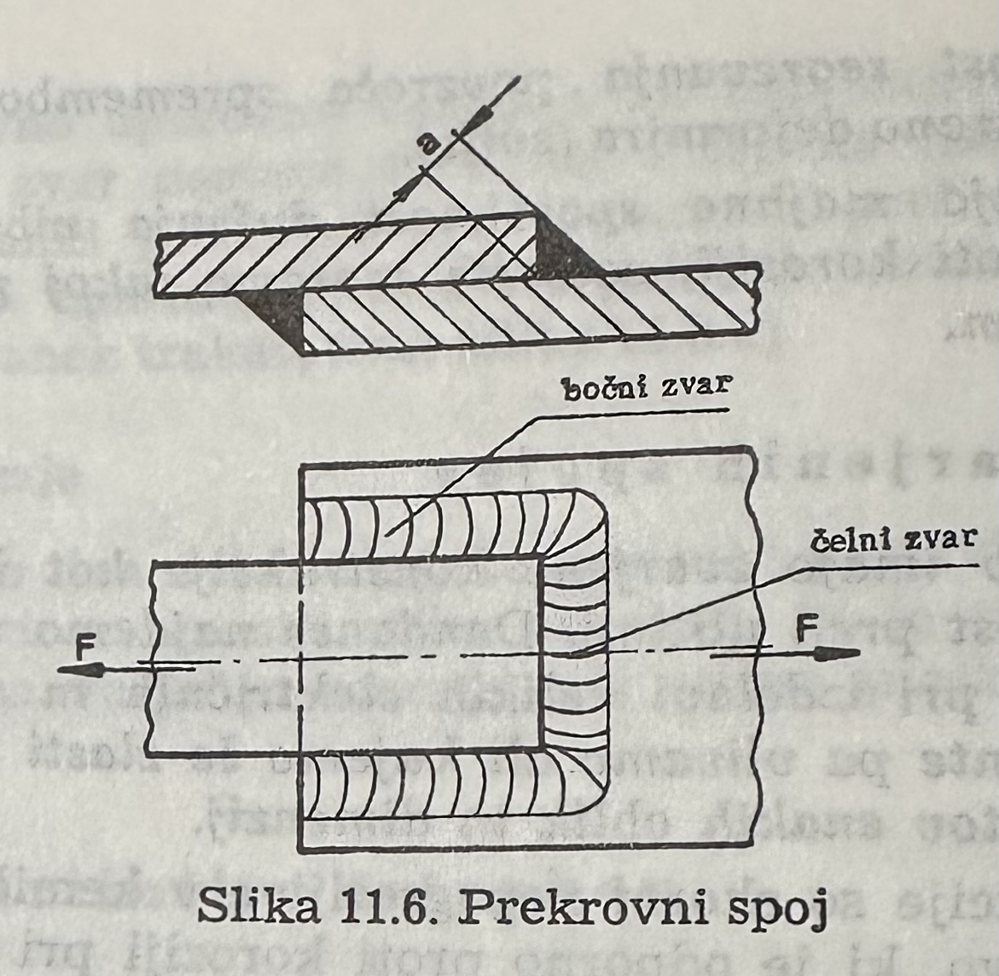 a
bočni zvar
čelni zvar
F
F
Slika 11.6. Prekrovni spoj